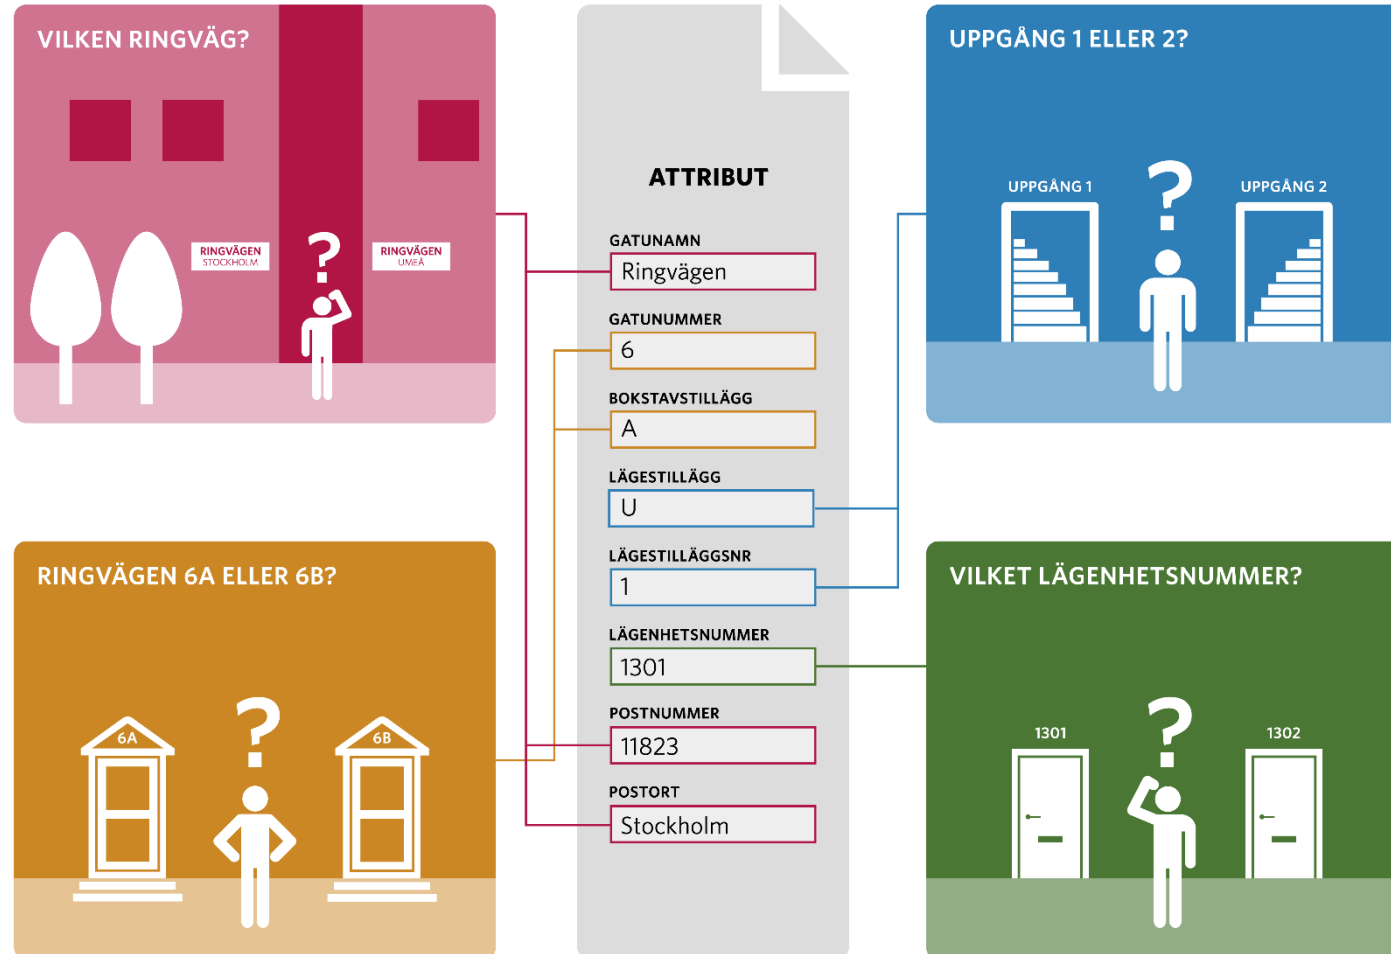 VILKEN RINGVÄG?
RINGVÄGEN
STOCKHOLM
?
RINGVÄGEN
UMEÅ
RINGVÄGEN 6A ELLER 6B?
6A
?
6B
ATTRIBUT
GATUNAMN
Ringvägen
GATUNUMMER
6
BOKSTAVSTILLÄGG
A
LÄGESTILLÄGG
U
LÄGESTILLÄGGSNR
1
LÄGENHETSNUMMER
1301
POSTNUMMER
11823
POSTORT
Stockholm
UPPGÅNG 1 ELLER 2?
UPPGÅNG 1
?
UPPGÅNG 2
VILKET LÄGENHETSNUMMER?
1301
?
1302